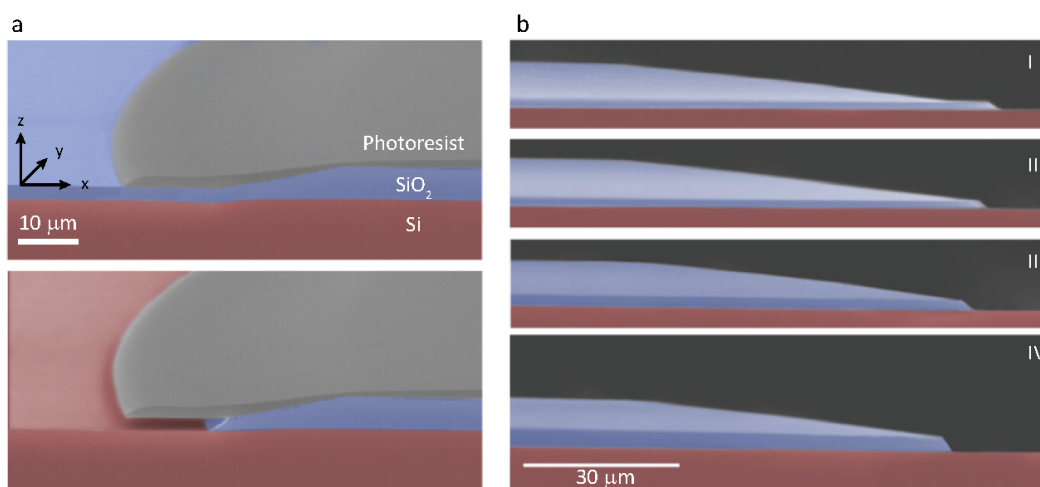 a
b
I
Photoresist
z
y
x
SiO₂
10 μm
Si
II
II
IV
30 μm